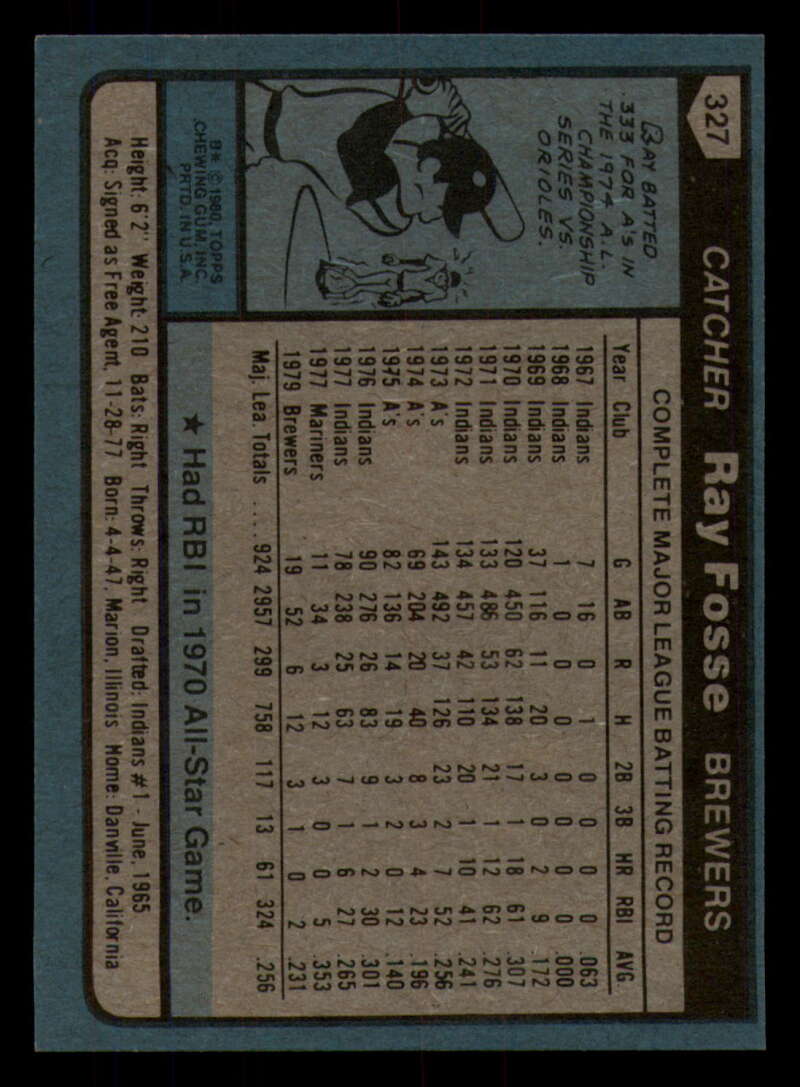 327
CATCHER Ray Fosse BREWERS
RAY BATTED
.333 FOR A'S IN
THE 1974 A.L.
CHAMPIONSHIP
SERIES VS.
ORIOLES.
B* © 1980 TOPPS
CHEWING GUM, INC.
PRTD. IN U.S.A.
COMPLETE MAJOR LEAGUE BATTING RECORD
Year Club G AB R H 2B 3B HR RBI AVG
1967 Indians 7 16 0 1 0 0 0 0 .063
1968 Indians 1 0 0 0 0 0 0 0 .000
1969 Indians 37 116 11 20 3 0 2 9 .172
1970 Indians 120 450 62 138 17 1 18 61 .307
1971 Indians 133 486 53 134 21 1 12 62 .276
1972 Indians 134 457 42 110 20 1 10 41 .241
1973 A's 143 492 37 126 23 2 7 52 .256
1974 A's 69 204 20 40 8 3 4 23 .196
1975 A's 82 136 14 19 3 2 0 12 .140
1976 Indians 90 276 26 83 9 1 2 30 .301
1977 Indians 78 238 25 63 7 1 6 27 .265
1977 Mariners 11 34 3 12 3 0 0 5 .353
1979 Brewers 19 52 6 12 3 1 0 2 .231
Maj. Lea Totals .... 924 2957 299 758 117 13 61 324 .256
★ Had RBI in 1970 All-Star Game.
Height: 6'2" Weight: 210 Bats: Right Throws: Right Drafted: Indians #1 - June, 1965
Acq: Signed as Free Agent, 11-28-77 Born: 4-4-47, Marion, Illinois Home: Danville, California